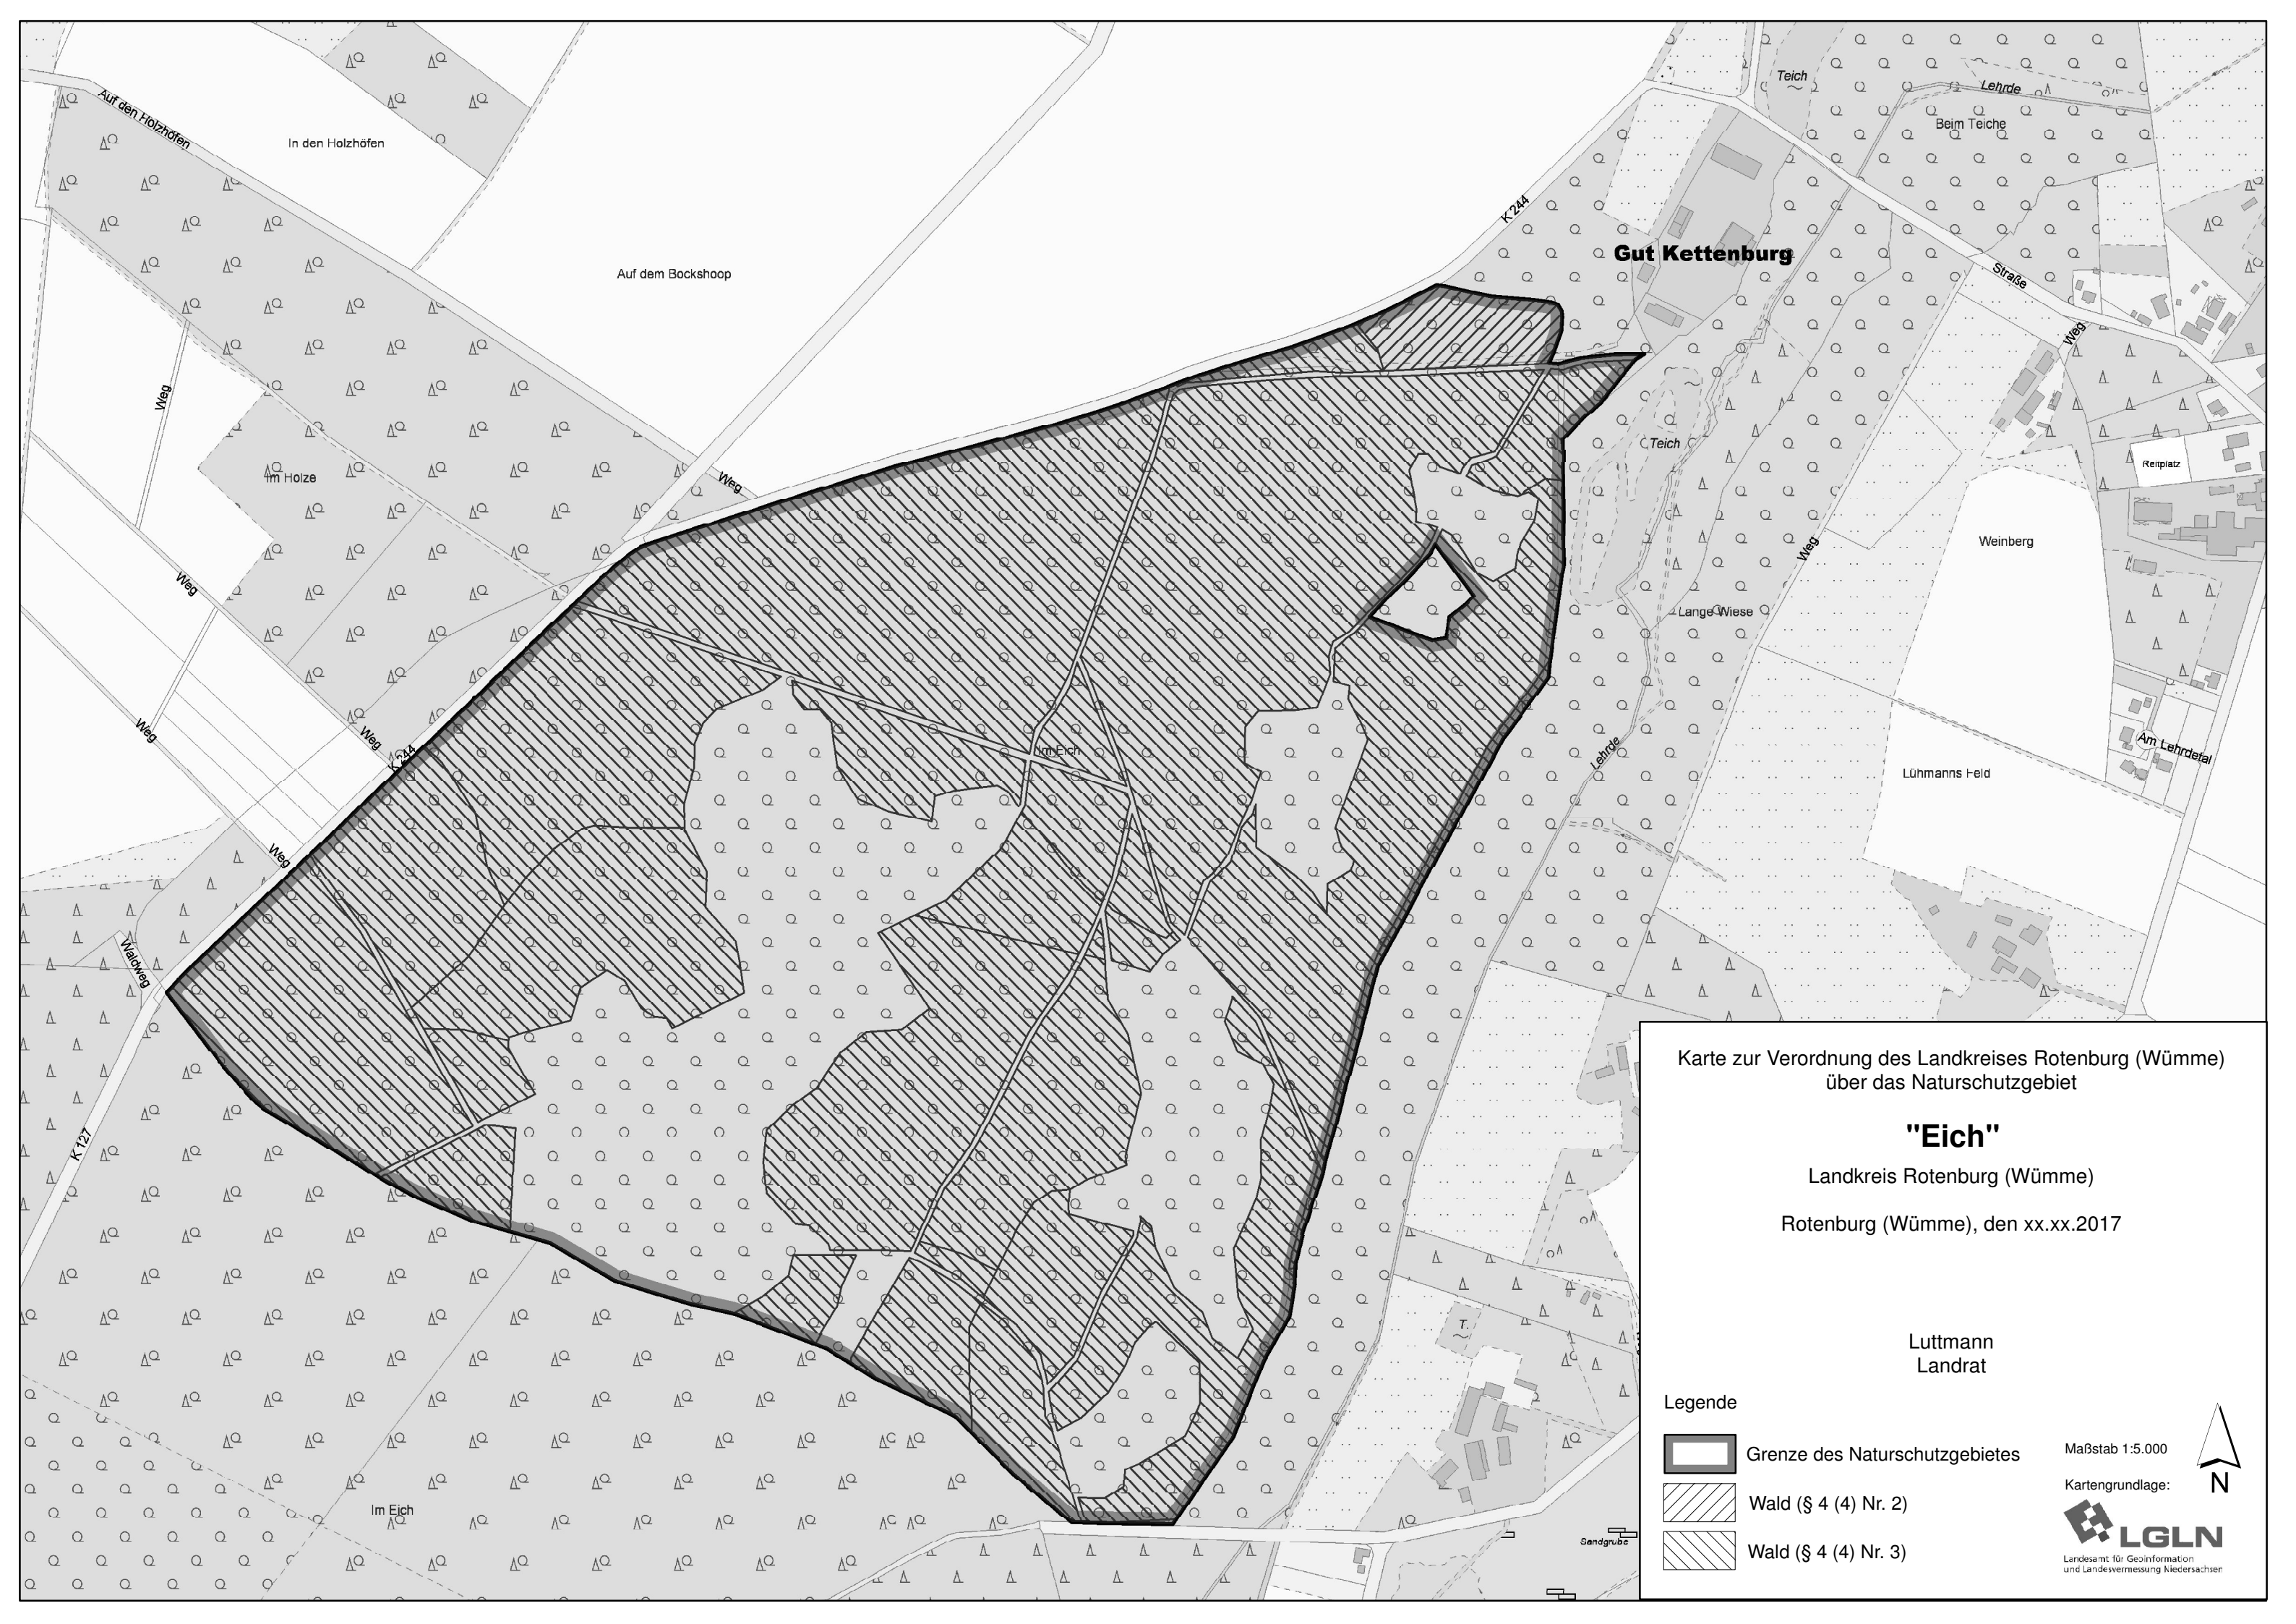 Auf den Holzhöfen
In den Holzhöfen
Auf dem Bockshoop
K 244
Gut Kettenburg
Teich
Lehrde
Beim Teiche
Straße
Weg
Reitplatz
Teich
Weinberg
Weg
Lange Wiese
Lehrde
Lühmanns Feld
Am Lehrdetal
Weg
Im Holze
Weg
Weg
Weg
Weg
K 244
Weg
Waldweg
K 127
Im Eich
Im Eich
T.
Sandgrube
Karte zur Verordnung des Landkreises Rotenburg (Wümme)
über das Naturschutzgebiet
"Eich"
Landkreis Rotenburg (Wümme)
Rotenburg (Wümme), den xx.xx.2017
Luttmann
Landrat
Legende
Grenze des Naturschutzgebietes
Wald (§ 4 (4) Nr. 2)
Wald (§ 4 (4) Nr. 3)
Maßstab 1:5.000
Kartengrundlage:
N
LGLN
Landesamt für Geoinformation
und Landesvermessung Niedersachsen